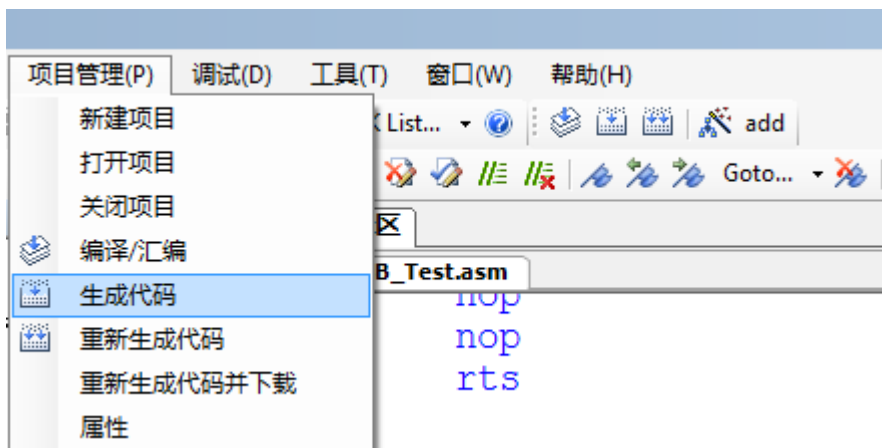 项目管理(P) 调试(D) 工具(T) 窗口(W) 帮助(H)
新建项目
List... add
打开项目
Goto...
关闭项目
编译/汇编
B_Test.asm
生成代码
nop
重新生成代码
nop
重新生成代码并下载
rts
属性